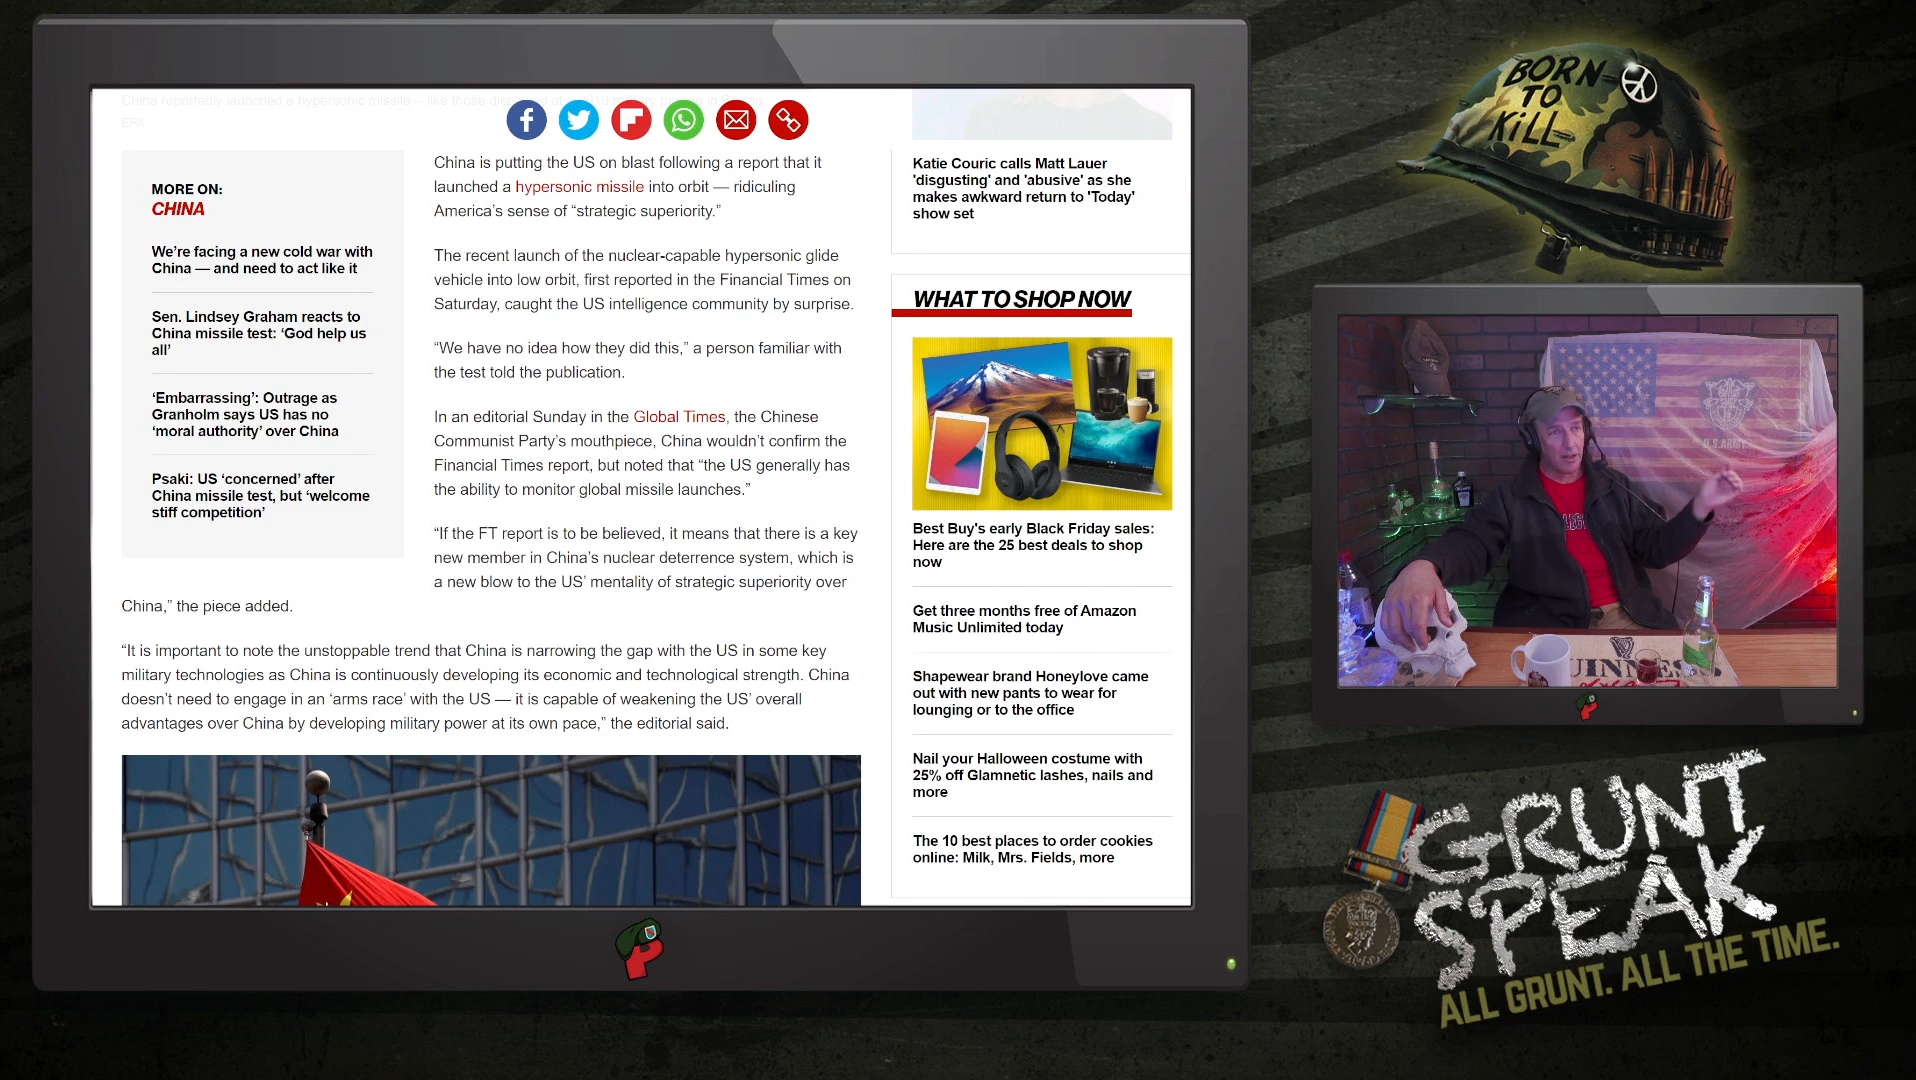 China reportedly launched a hypersonic missile – like those
EPA
MORE ON:
CHINA
We’re facing a new cold war with
China — and need to act like it
Sen. Lindsey Graham reacts to
China missile test: ‘God help us
all’
‘Embarrassing’: Outrage as
Granholm says US has no
‘moral authority’ over China
Psaki: US ‘concerned’ after
China missile test, but ‘welcome
stiff competition’
China is putting the US on blast following a report that it
launched a hypersonic missile into orbit — ridiculing
America’s sense of “strategic superiority.”
The recent launch of the nuclear-capable hypersonic glide
vehicle into low orbit, first reported in the Financial Times on
Saturday, caught the US intelligence community by surprise.
“We have no idea how they did this,” a person familiar with
the test told the publication.
In an editorial Sunday in the Global Times, the Chinese
Communist Party’s mouthpiece, China wouldn’t confirm the
Financial Times report, but noted that “the US generally has
the ability to monitor global missile launches.”
“If the FT report is to be believed, it means that there is a key
new member in China’s nuclear deterrence system, which is
a new blow to the US’ mentality of strategic superiority over
China,” the piece added.
“It is important to note the unstoppable trend that China is narrowing the gap with the US in some key
military technologies as China is continuously developing its economic and technological strength. China
doesn’t need to engage in an ‘arms race’ with the US — it is capable of weakening the US’ overall
advantages over China by developing military power at its own pace,” the editorial said.
Katie Couric calls Matt Lauer
'disgusting' and 'abusive' as she
makes awkward return to 'Today'
show set
WHAT TO SHOP NOW
Best Buy's early Black Friday sales:
Here are the 25 best deals to shop
now
Get three months free of Amazon
Music Unlimited today
Shapewear brand Honeylove came
out with new pants to wear for
lounging or to the office
Nail your Halloween costume with
25% off Glamnetic lashes, nails and
more
The 10 best places to order cookies
online: Milk, Mrs. Fields, more
BORN
TO
KiLL
U.S. ARMY
GUINNESS
GRUNT
SPEAK
ALL GRUNT. ALL THE TIME.